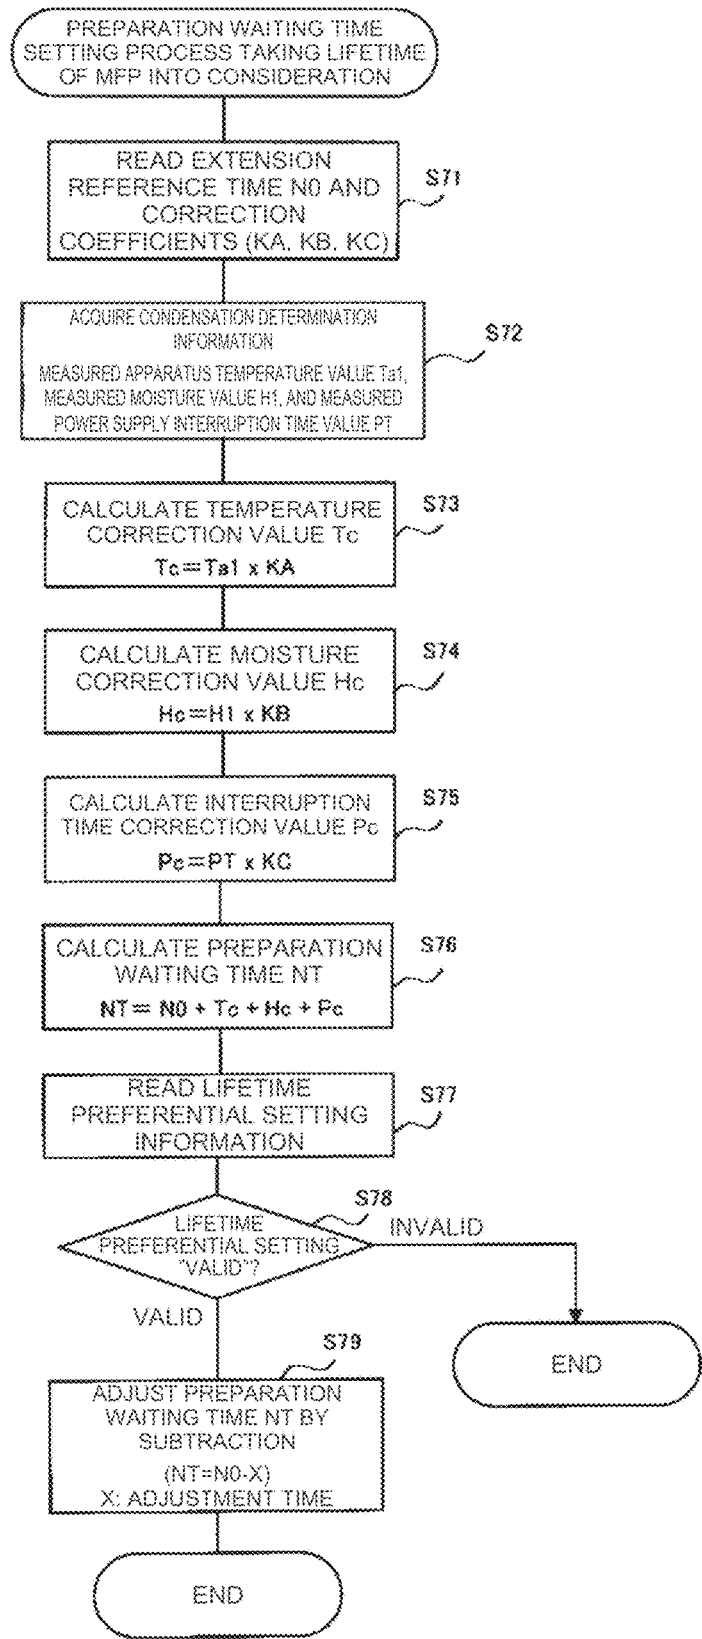 PREPARATION WAITING TIME
SETTING PROCESS TAKING LIFETIME
OF MFP INTO CONSIDERATION
READ EXTENSION
REFERENCE TIME N0 AND
CORRECTION
COEFFICIENTS (KA, KB, KC)
S71
ACQUIRE CONDENSATION DETERMINATION
INFORMATION
MEASURED APPARATUS TEMPERATURE VALUE Ta1,
MEASURED MOISTURE VALUE H1, AND MEASURED
POWER SUPPLY INTERRUPTION TIME VALUE PT
S72
CALCULATE TEMPERATURE
CORRECTION VALUE Tc
Tc=Ta1 x KA
S73
CALCULATE MOISTURE
CORRECTION VALUE Hc
Hc=H1 x KB
S74
CALCULATE INTERRUPTION
TIME CORRECTION VALUE Pc
Pc=PT x KC
S75
CALCULATE PREPARATION
WAITING TIME NT
NT= N0 + Tc + Hc + Pc
S76
READ LIFETIME
PREFERENTIAL SETTING
INFORMATION
S77
LIFETIME
PREFERENTIAL SETTING
"VALID"?
S78
INVALID
VALID
END
S79
ADJUST PREPARATION
WAITING TIME NT BY
SUBTRACTION
(NT=N0-X)
X: ADJUSTMENT TIME
END